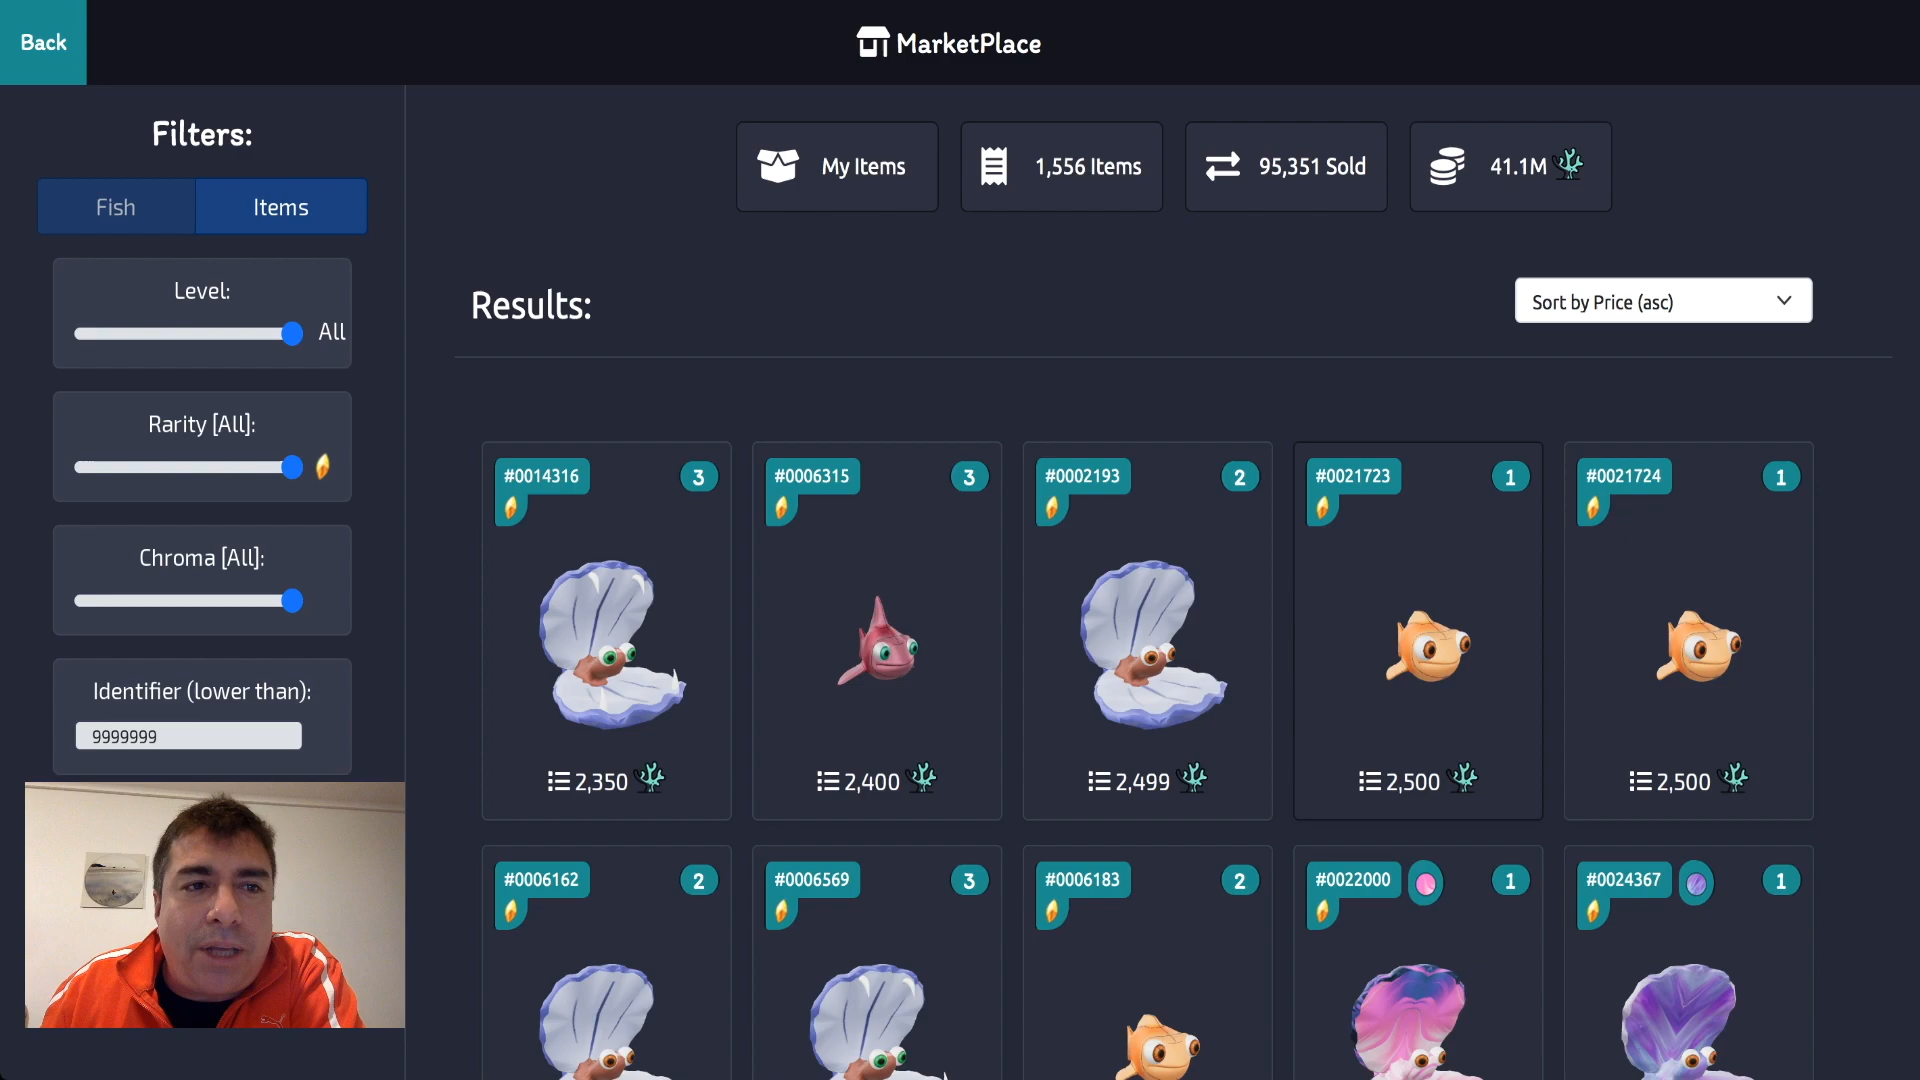 Back
MarketPlace
Filters:
Fish
Items
Level:
All
Rarity [All]:
Chroma [All]:
Identifier (lower than):
9999999
My Items
1,556 Items
95,351 Sold
41.1M
Results:
Sort by Price (asc)
#0014316
3
2,350
#0006315
3
2,400
#0002193
2
2,499
#0021723
1
2,500
#0021724
1
2,500
#0006162
2
#0006569
3
#0006183
2
#0022000
1
#0024367
1